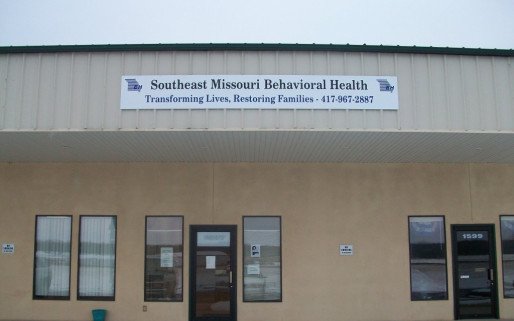 Southeast Missouri Behavioral Health
Transforming Lives, Restoring Families - 417-967-2887
1599